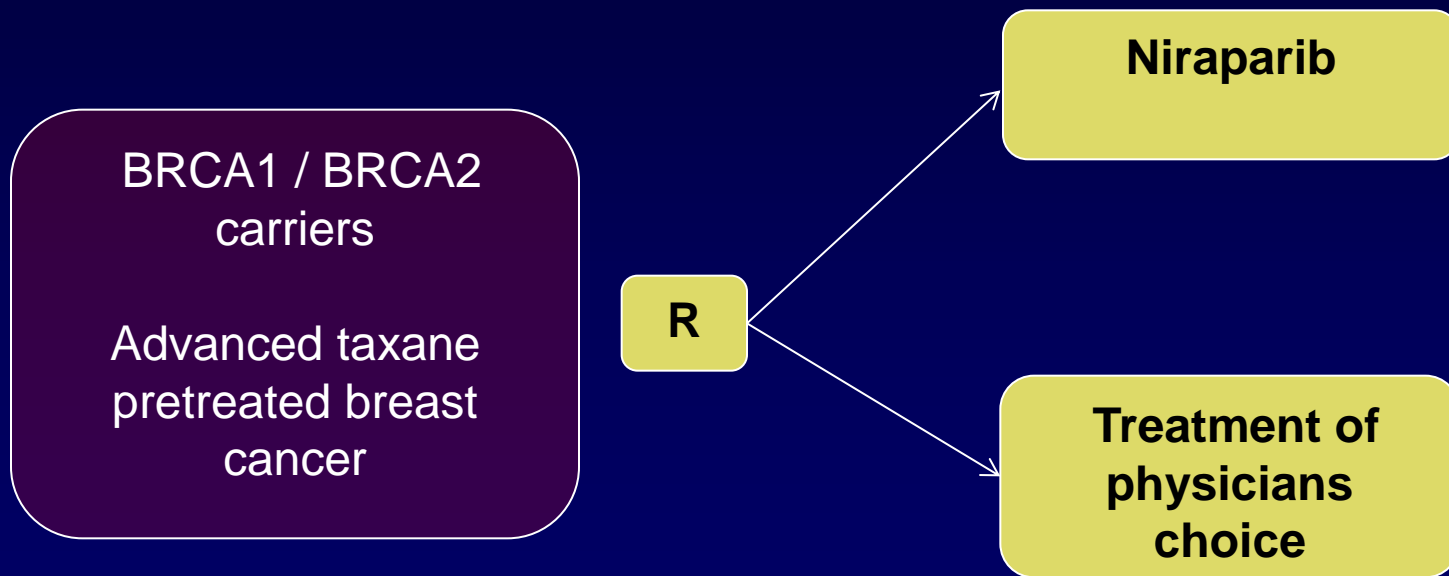 BRCA1 / BRCA2
carriers
Advanced taxane
pretreated breast
cancer
R
Niraparib
Treatment of
physicians
choice